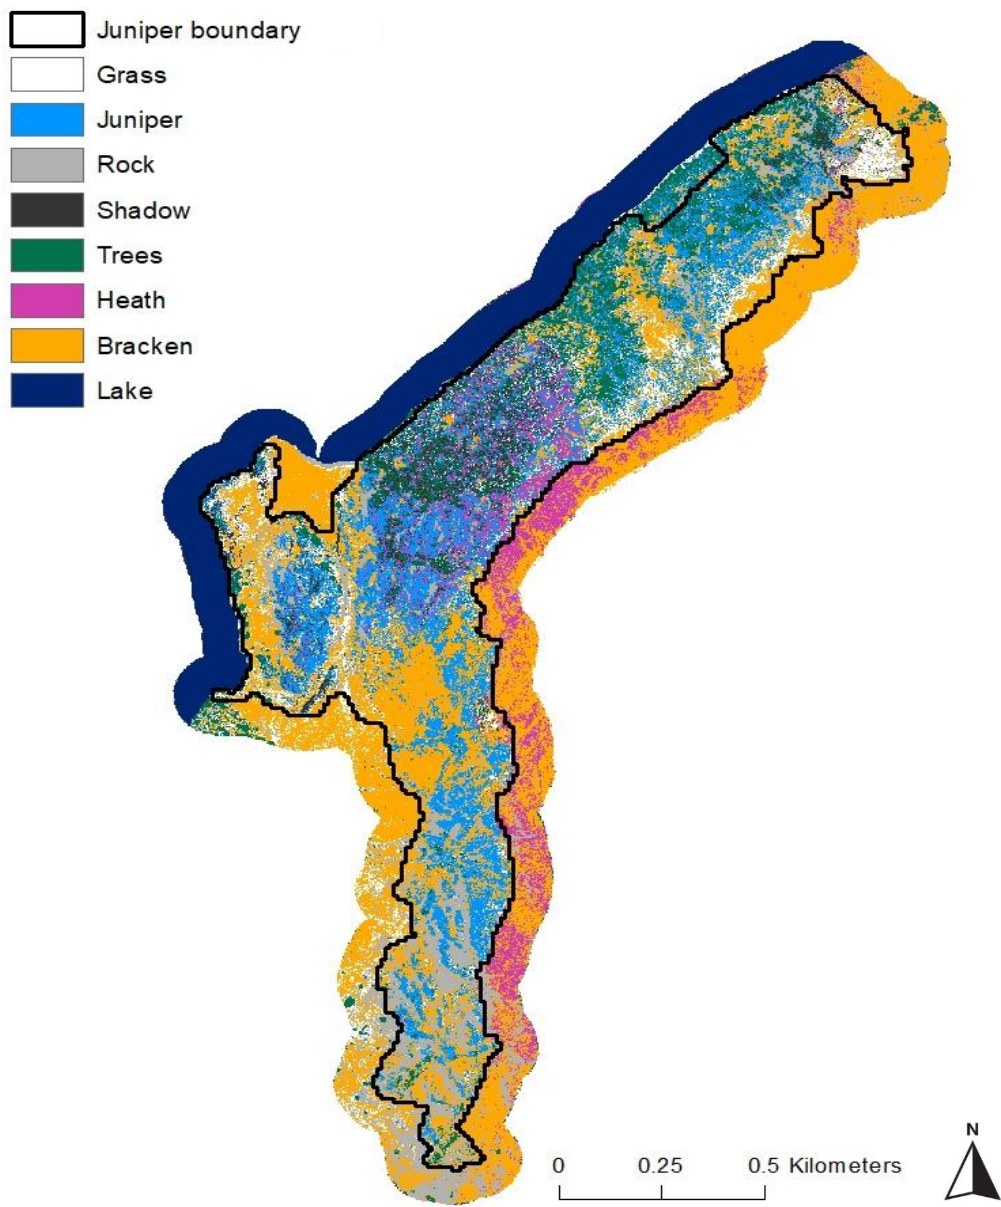 Juniper boundary
Grass
Juniper
Rock
Shadow
Trees
Heath
Bracken
Lake
N
0 0.25 0.5 Kilometers